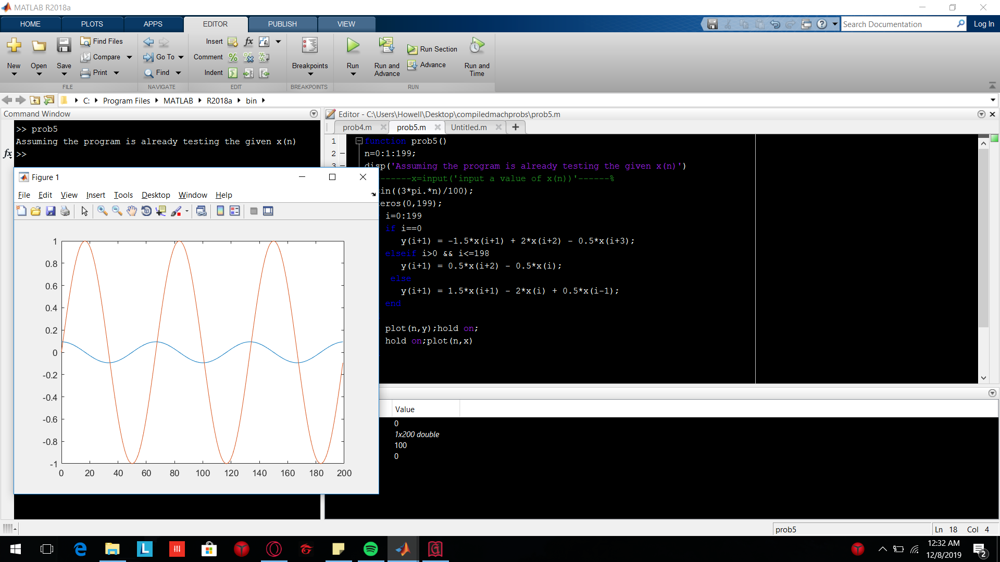 MATLAB R2018a
HOME PLOTS APPS EDITOR PUBLISH VIEW
Search Documentation
Log In
New Open Save
Find Files
Compare
Print
Go To
Find
Insert fx
Comment
Indent
Breakpoints
Run
Run and Advance
Run Section
Advance
Run and Time
FILE NAVIGATE EDIT BREAKPOINTS RUN
C: Program Files MATLAB R2018a bin
Command Window
>> prob5
Assuming the program is already testing the given x(n)
fx >>
Editor - C:\Users\Howell\Desktop\compiledmachprobs\prob5.m
prob4.m prob5.m Untitled.m +
1 function prob5()
2 n=0:1:199;
3 disp('Assuming the program is already testing the given x(n)')
--------x=input('input a value of x(n))'------%
in((3*pi.*n)/100);
eros(0,199);
i=0:199
if i==0
y(i+1) = -1.5*x(i+1) + 2*x(i+2) - 0.5*x(i+3);
elseif i>0 && i<=198
y(i+1) = 0.5*x(i+2) - 0.5*x(i);
else
y(i+1) = 1.5*x(i+1) - 2*x(i) + 0.5*x(i-1);
end
plot(n,y);hold on;
hold on;plot(n,x)
Figure 1
File Edit View Insert Tools Desktop Window Help
1
0.8
0.6
0.4
0.2
0
-0.2
-0.4
-0.6
-0.8
-1
0 20 40 60 80 100 120 140 160 180 200
Value
0
1x200 double
100
0
prob5
Ln 18 Col 4
12:32 AM
12/8/2019
2